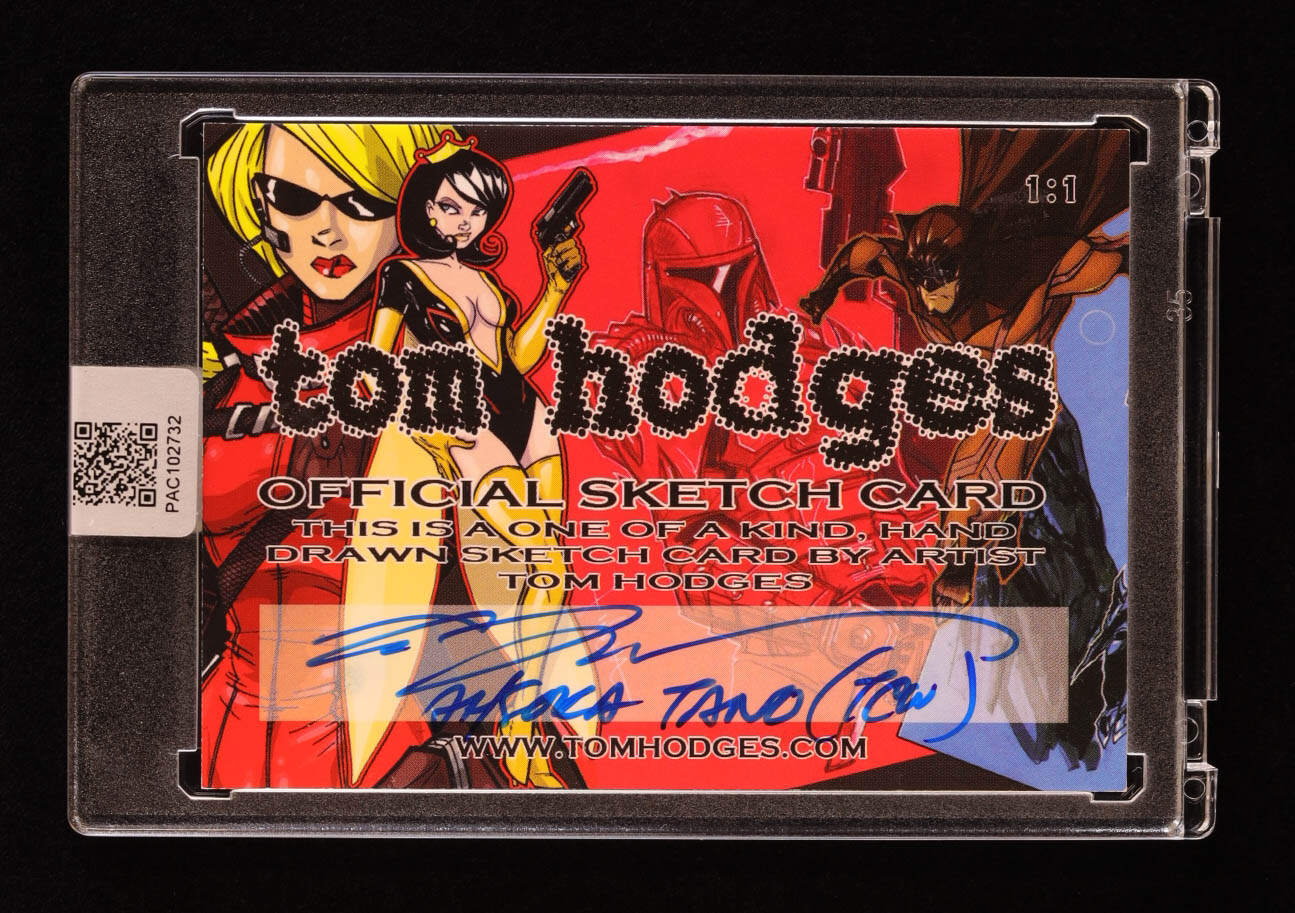 1:1
35
tom hodges
OFFICIAL SKETCH CARD
THIS IS A ONE OF A KIND, HAND
DRAWN SKETCH CARD BY ARTIST
TOM HODGES
AHSOKA TANO (TCW)
WWW.TOMHODGES.COM
PAC102732